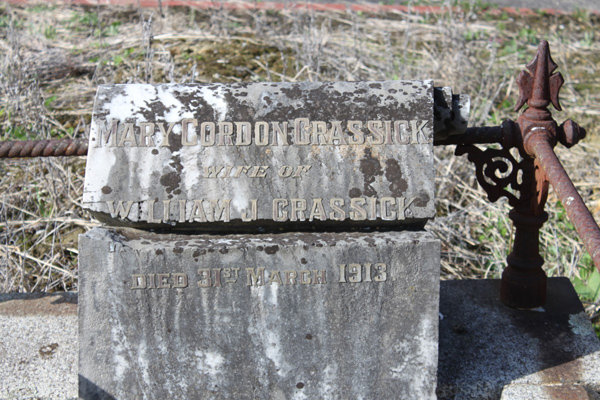 MARY GORDON GRASSICK
WIFE OF
WILLIAM J. GRASSICK
DIED 31ST MARCH 1913.